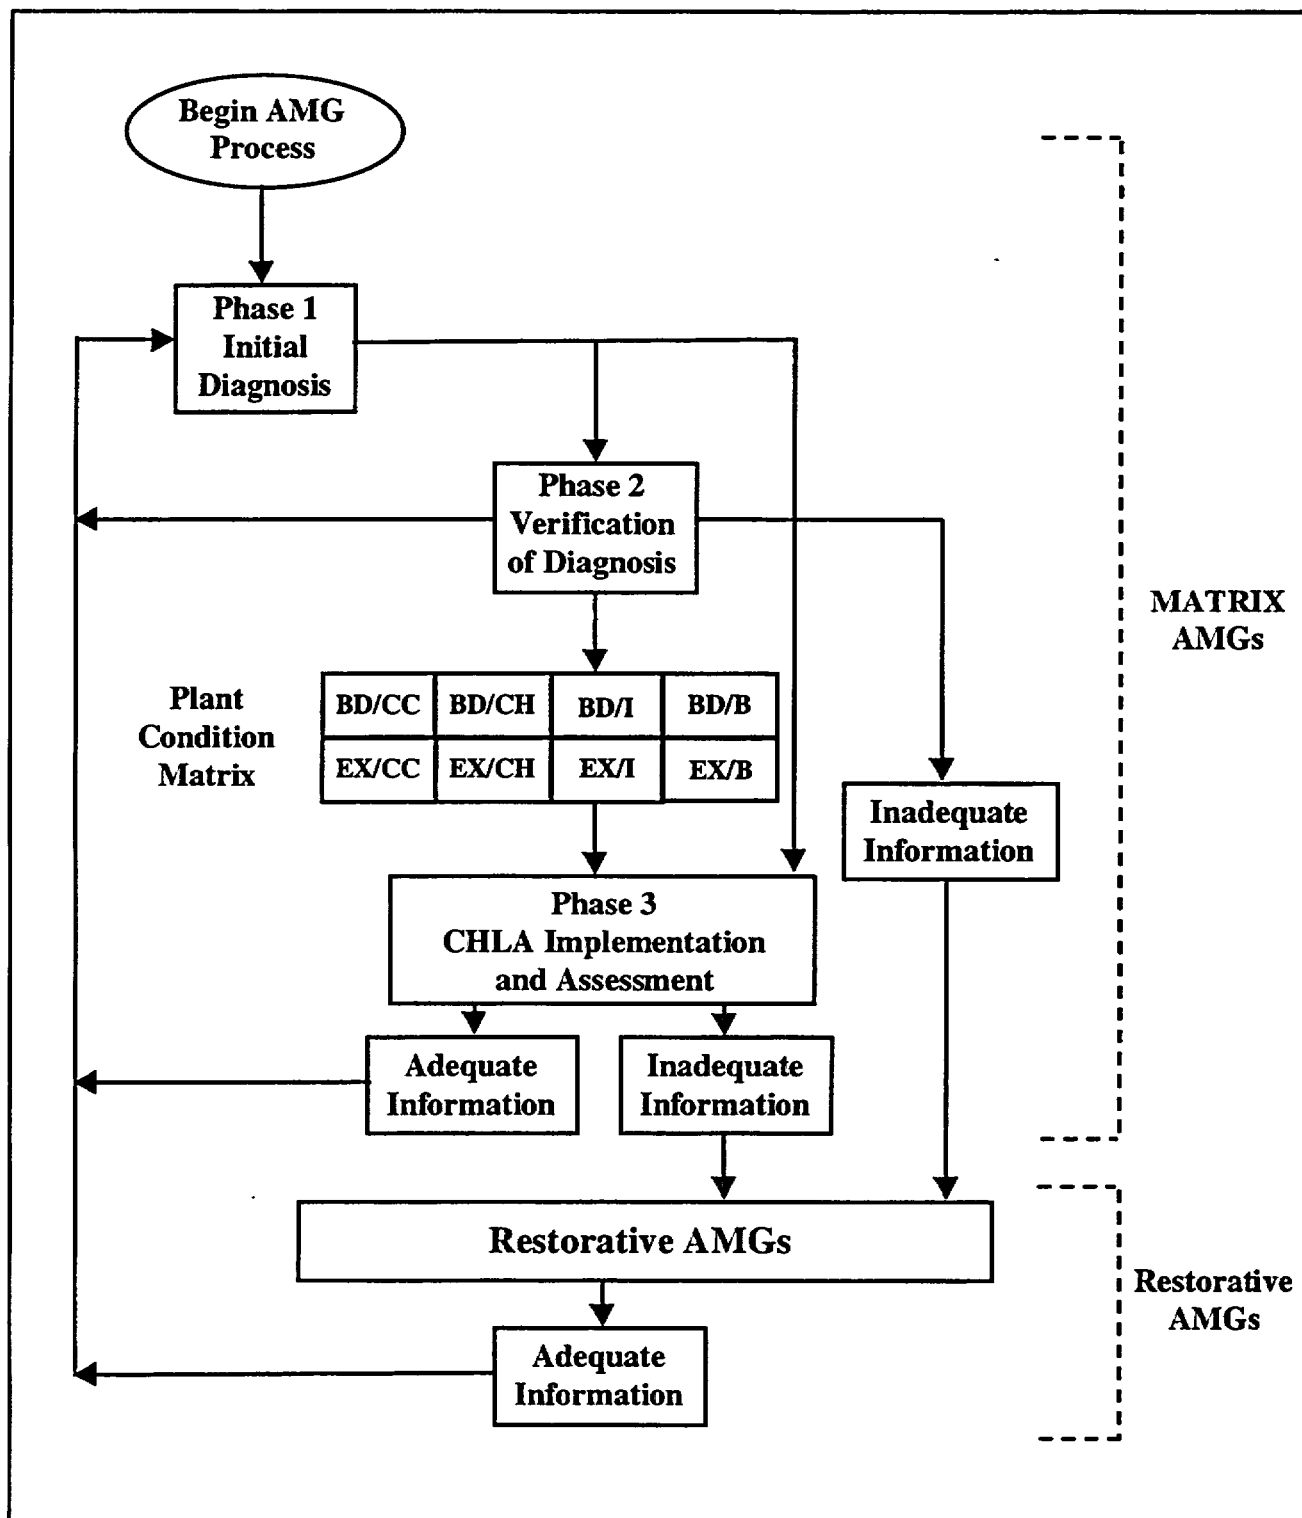 Begin AMG
Process
Phase 1
Initial
Diagnosis
Phase 2
Verification
of Diagnosis
MATRIX
AMGs
Plant
Condition
Matrix
BD/CC BD/CH BD/I BD/B
EX/CC EX/CH EX/I EX/B
Inadequate
Information
Phase 3
CHLA Implementation
and Assessment
Adequate
Information
Inadequate
Information
Restorative AMGs
Restorative
AMGs
Adequate
Information